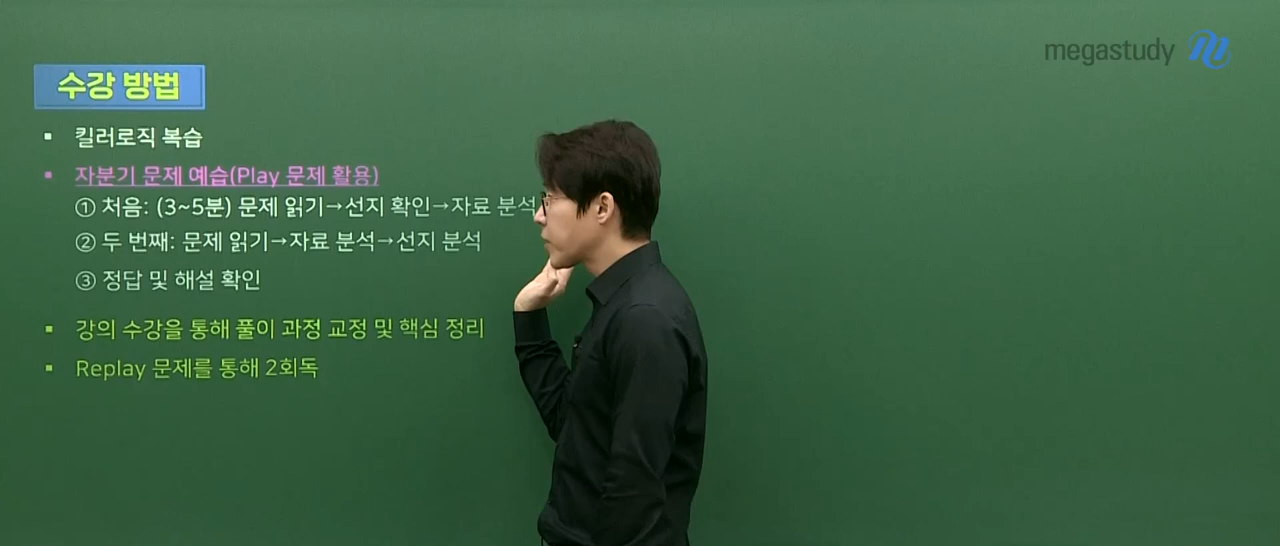 megastudy
수강 방법
▪ 킬러로직 복습
▪ 자분기 문제 예습(Play 문제 활용)
① 처음: (3~5분) 문제 읽기→선지 확인→자료 분석
② 두 번째: 문제 읽기→자료 분석→선지 분석
③ 정답 및 해설 확인
▪ 강의 수강을 통해 풀이 과정 교정 및 핵심 정리
▪ Replay 문제를 통해 2회독